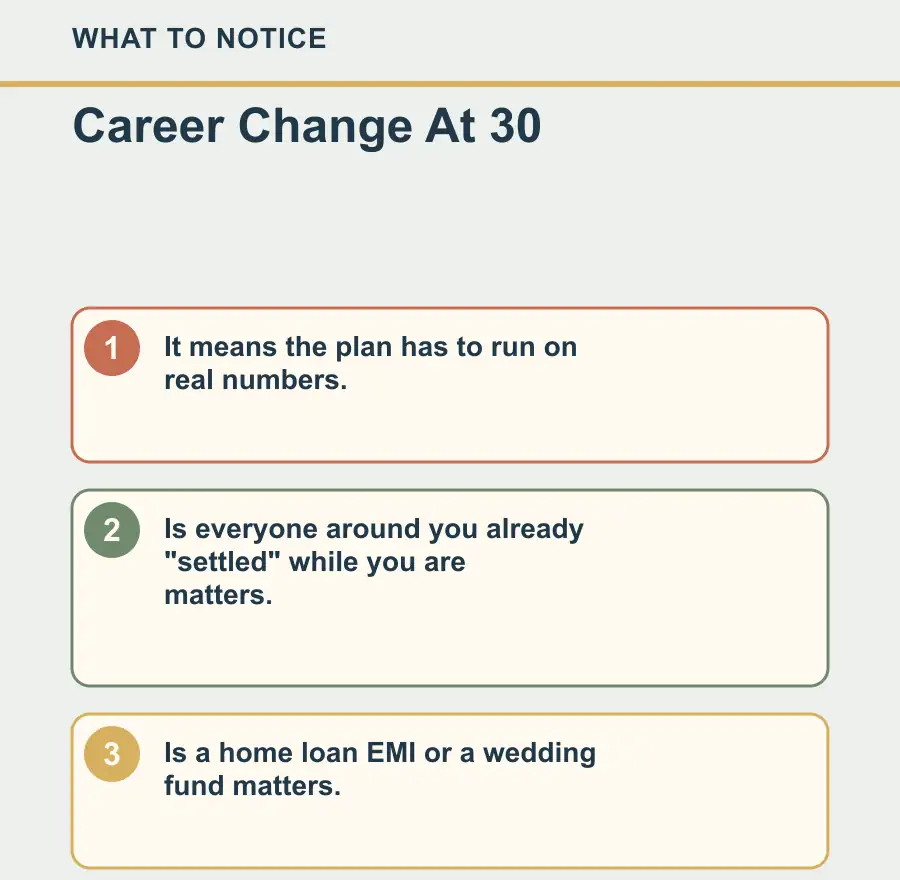 WHAT TO NOTICE
Career Change At 30
1
It means the plan has to run on
real numbers.
2
Is everyone around you already
"settled" while you are
matters.
3
Is a home loan EMI or a wedding
fund matters.